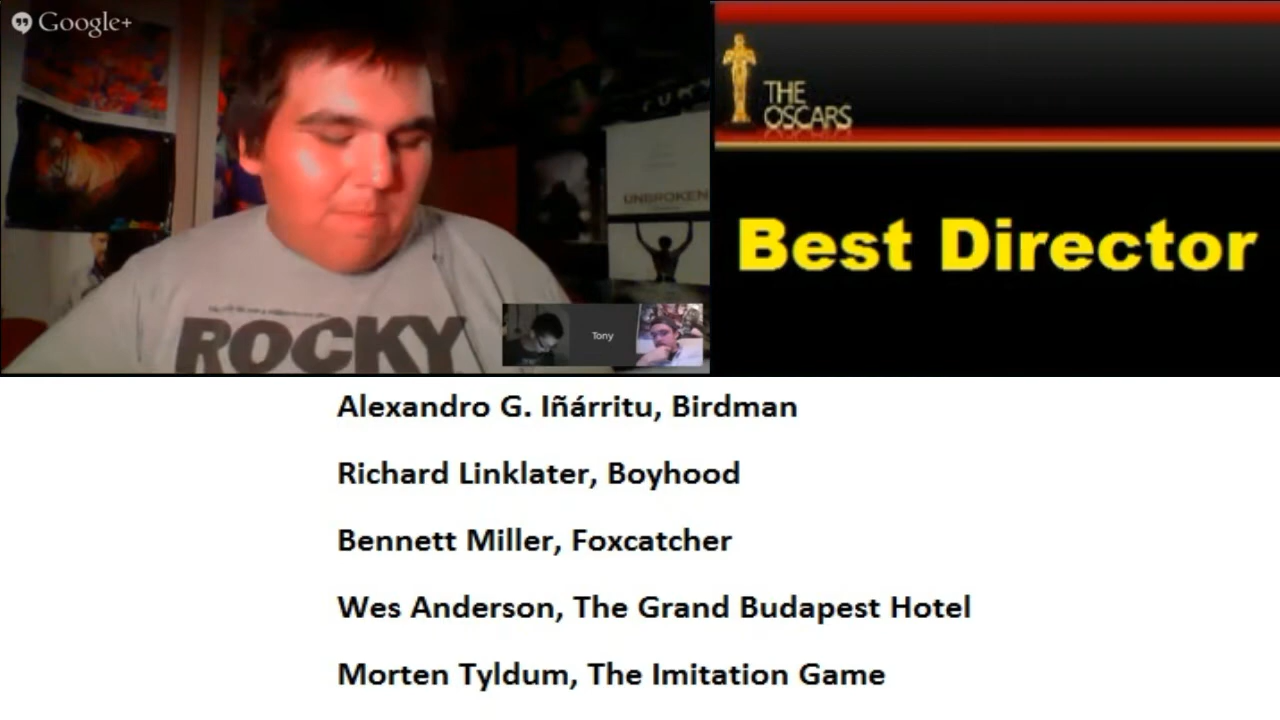 Google+
THE
OSCARS
UNBROKEN
Best Director
ROCKY
Tony
Alexandro G. Iñárritu, Birdman
Richard Linklater, Boyhood
Bennett Miller, Foxcatcher
Wes Anderson, The Grand Budapest Hotel
Morten Tyldum, The Imitation Game